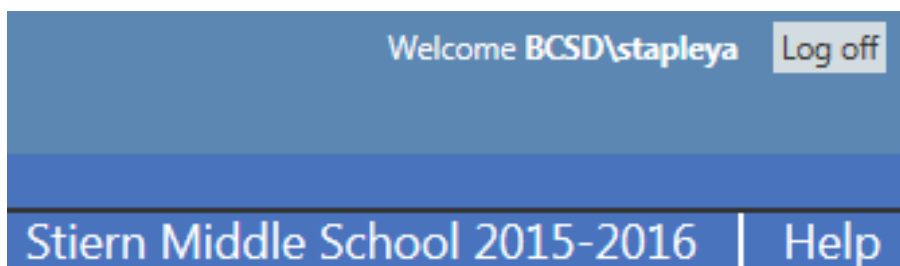 Welcome BCSD\stapleya Log off
Stiern Middle School 2015-2016 | Help